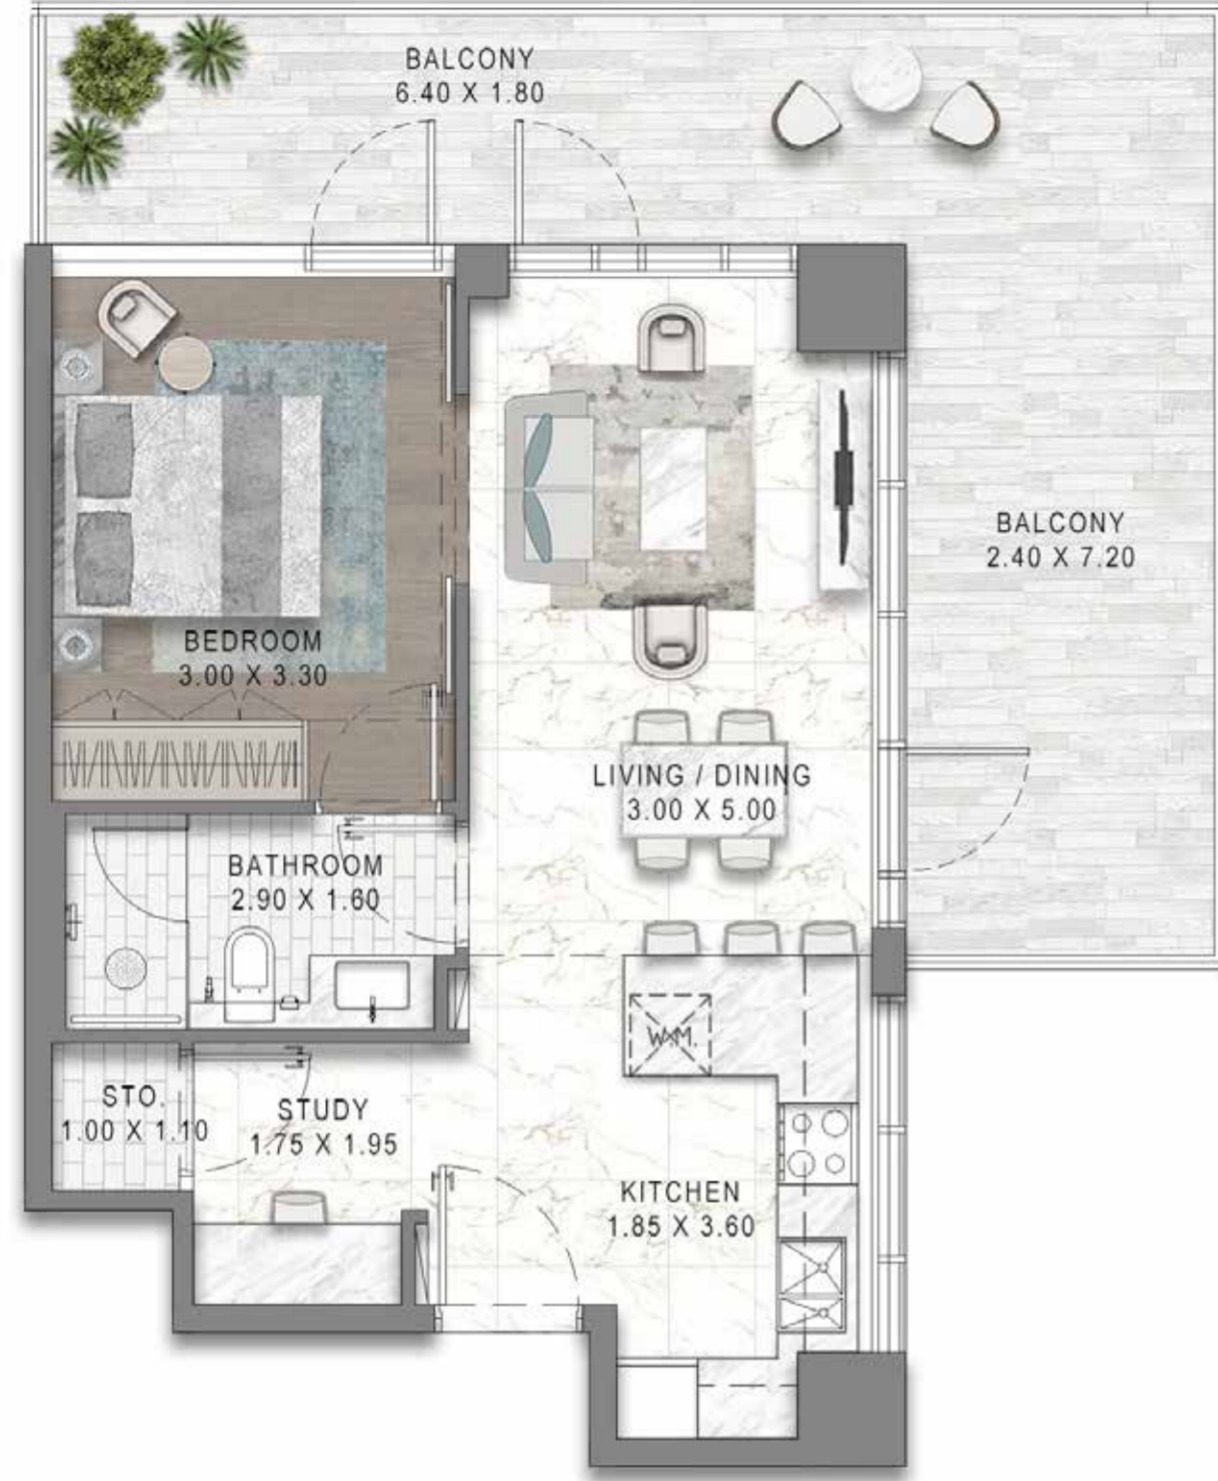 BALCONY
6.40 X 1.80
BALCONY
2.40 X 7.20
BEDROOM
3.00 X 3.30
LIVING / DINING
3.00 X 5.00
BATHROOM
2.90 X 1.60
W.M.
STO.
1.00 X 1.10
STUDY
1.75 X 1.95
KITCHEN
1.85 X 3.60